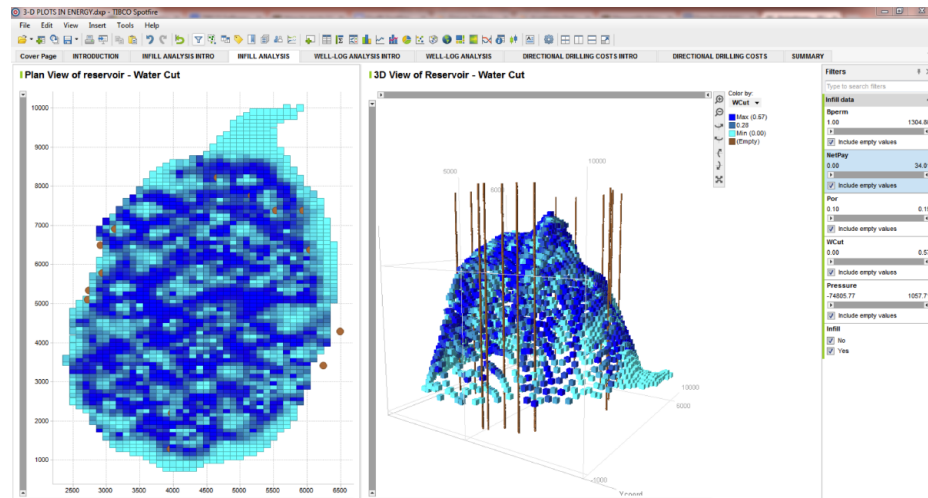 3-D PLOTS IN ENERGY.dxp - TIBCO Spotfire
File Edit View Insert Tools Help
Cover Page INTRODUCTION INFILL ANALYSIS INTRO INFILL ANALYSIS WELL-LOG ANALYSIS INTRO WELL-LOG ANALYSIS DIRECTIONAL DRILLING COSTS INTRO DIRECTIONAL DRILLING COSTS SUMMARY
Plan View of reservoir - Water Cut
10000
9000
8000
7000
6000
5000
4000
3000
2000
1000
2500 3000 3500 4000 4500 5000 5500 6000 6500
3D View of Reservoir - Water Cut
Color by:
WCut
Max (0.57)
0.28
Min (0.00)
(Empty)
5000
10000
10000
6000
-1000
Filters
Type to search filters
Infill data
Bperm
1.00
Include empty values
NetPay
0.00
Include empty values
Por
0.10
Include empty values
WCut
0.00 0.57
Include empty values
Pressure
-74805.77
Include empty values
Infill
No
Yes